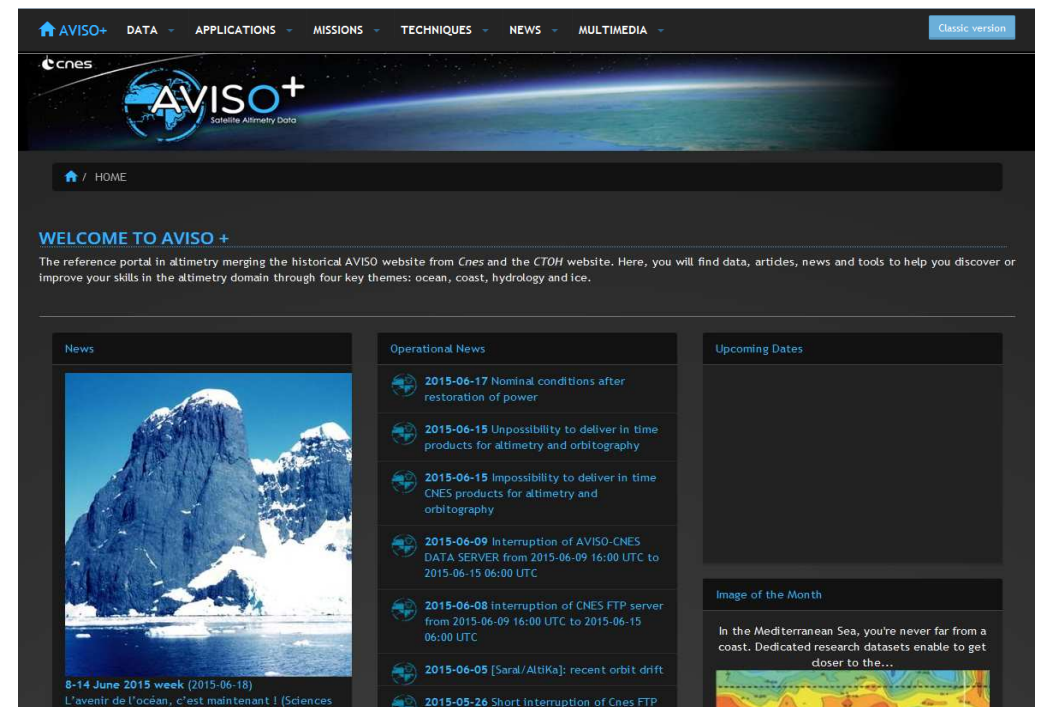 AVISO+ DATA APPLICATIONS MISSIONS TECHNIQUES NEWS MULTIMEDIA Classic version
cnes
AVISO+
Satellite Altimetry Data
/ HOME
WELCOME TO AVISO +
The reference portal in altimetry merging the historical AVISO website from Cnes and the CTOH website. Here, you will find data, articles, news and tools to help you discover or
improve your skills in the altimetry domain through four key themes: ocean, coast, hydrology and ice.
News
8-14 June 2015 week (2015-06-18)
L'avenir de l'océan, c'est maintenant ! (Sciences
Operational News
2015-06-17 Nominal conditions after
restoration of power
2015-06-15 Unpossibility to deliver in time
products for altimetry and orbitography
2015-06-15 Impossibility to deliver in time
CNES products for altimetry and
orbitography
2015-06-09 Interruption of AVISO-CNES
DATA SERVER from 2015-06-09 16:00 UTC to
2015-06-15 06:00 UTC
2015-06-08 interruption of CNES FTP server
from 2015-06-09 16:00 UTC to 2015-06-15
06:00 UTC
2015-06-05 [Saral/AltiKa]: recent orbit drift
2015-05-26 Short interruption of Cnes FTP
Upcoming Dates
Image of the Month
In the Mediterranean Sea, you're never far from a
coast. Dedicated research datasets enable to get
closer to the...